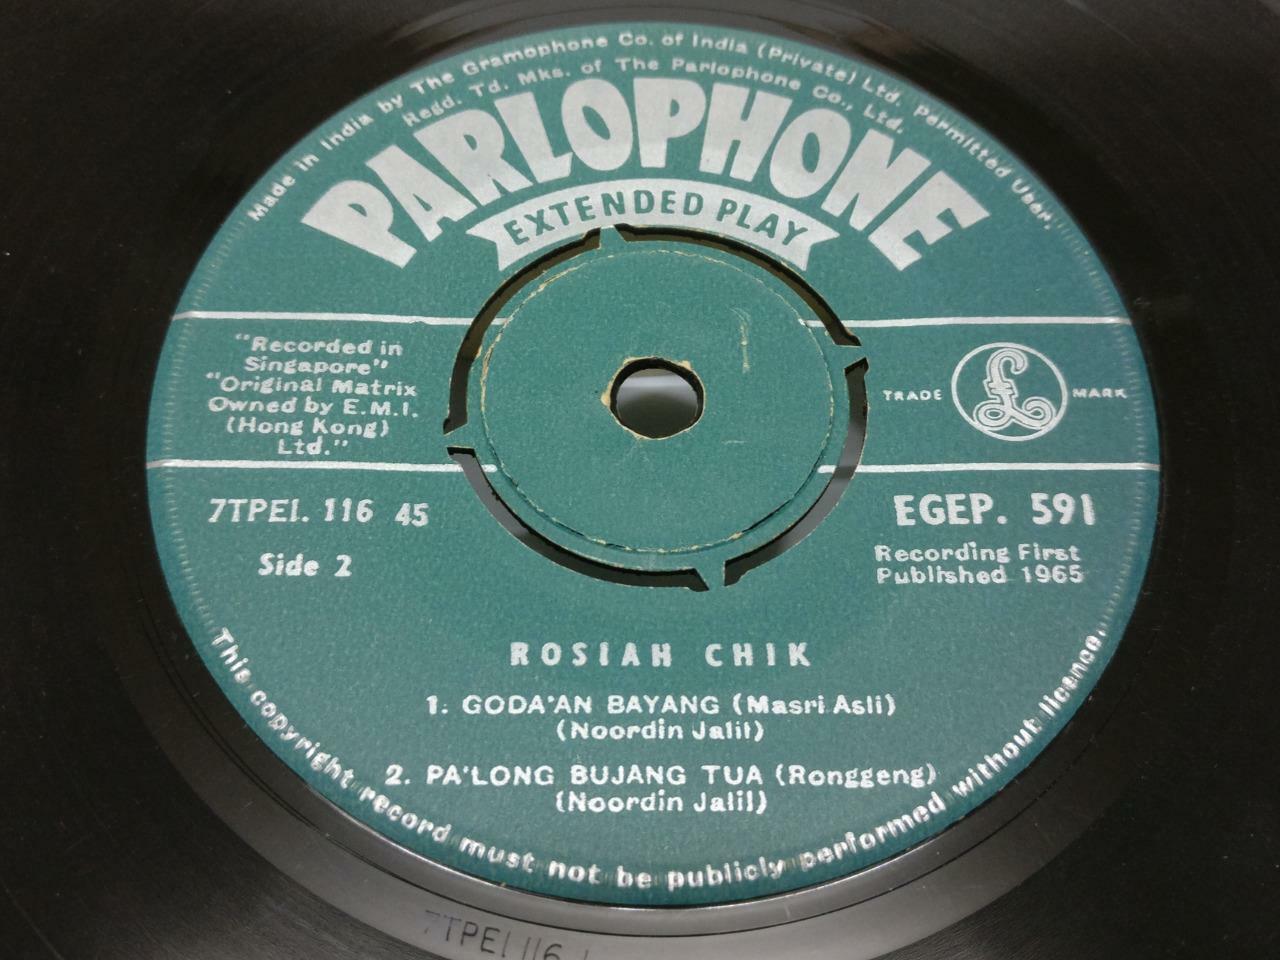 Made in India by The Gramophone Co. of India (Private) Ltd. Permitted User.
Regd. Td. Mks. of The Parlophone Co., Ltd.
PARLOPHONE
EXTENDED PLAY
"Recorded in
Singapore"
"Original Matrix
Owned by E.M.I.
(Hong Kong)
Ltd."
TRADE £ MARK
7TPEI. 116 45
Side 2
EGEP. 591
Recording First
Published 1965
ROSIAH CHIK
1. GODA'AN BAYANG (Masri Asli)
(Noordin Jalil)
2. PA'LONG BUJANG TUA (Ronggeng)
(Noordin Jalil)
This copyright record must not be publicly performed without licence.
7TPEI 116